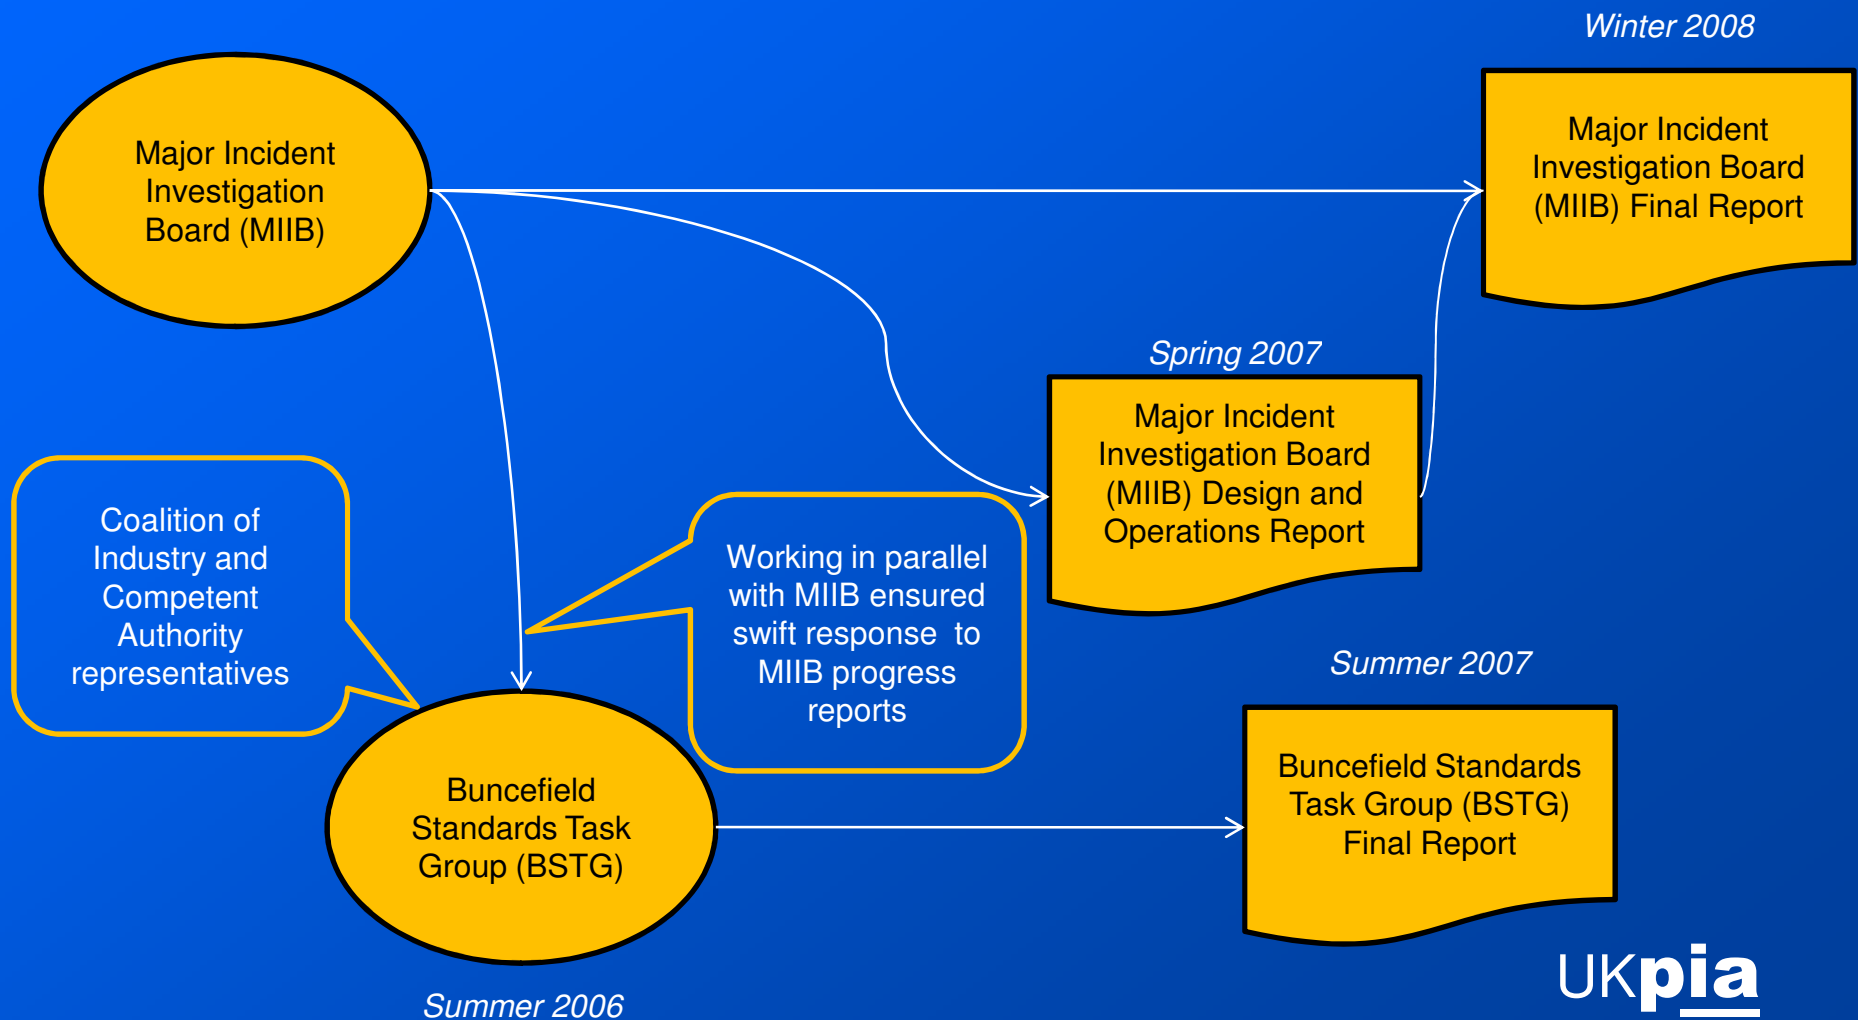 Winter 2008
Major Incident
Investigation
Board (MIIB)
Major Incident
Investigation Board
(MIIB) Final Report
Spring 2007
Major Incident
Investigation Board
(MIIB) Design and
Operations Report
Coalition of
Industry and
Competent
Authority
representatives
Working in parallel
with MIIB ensured
swift response  to
MIIB progress
reports
Summer 2007
Buncefield
Standards Task
Group (BSTG)
Buncefield Standards
Task Group (BSTG)
Final Report
Summer 2006
UKpia